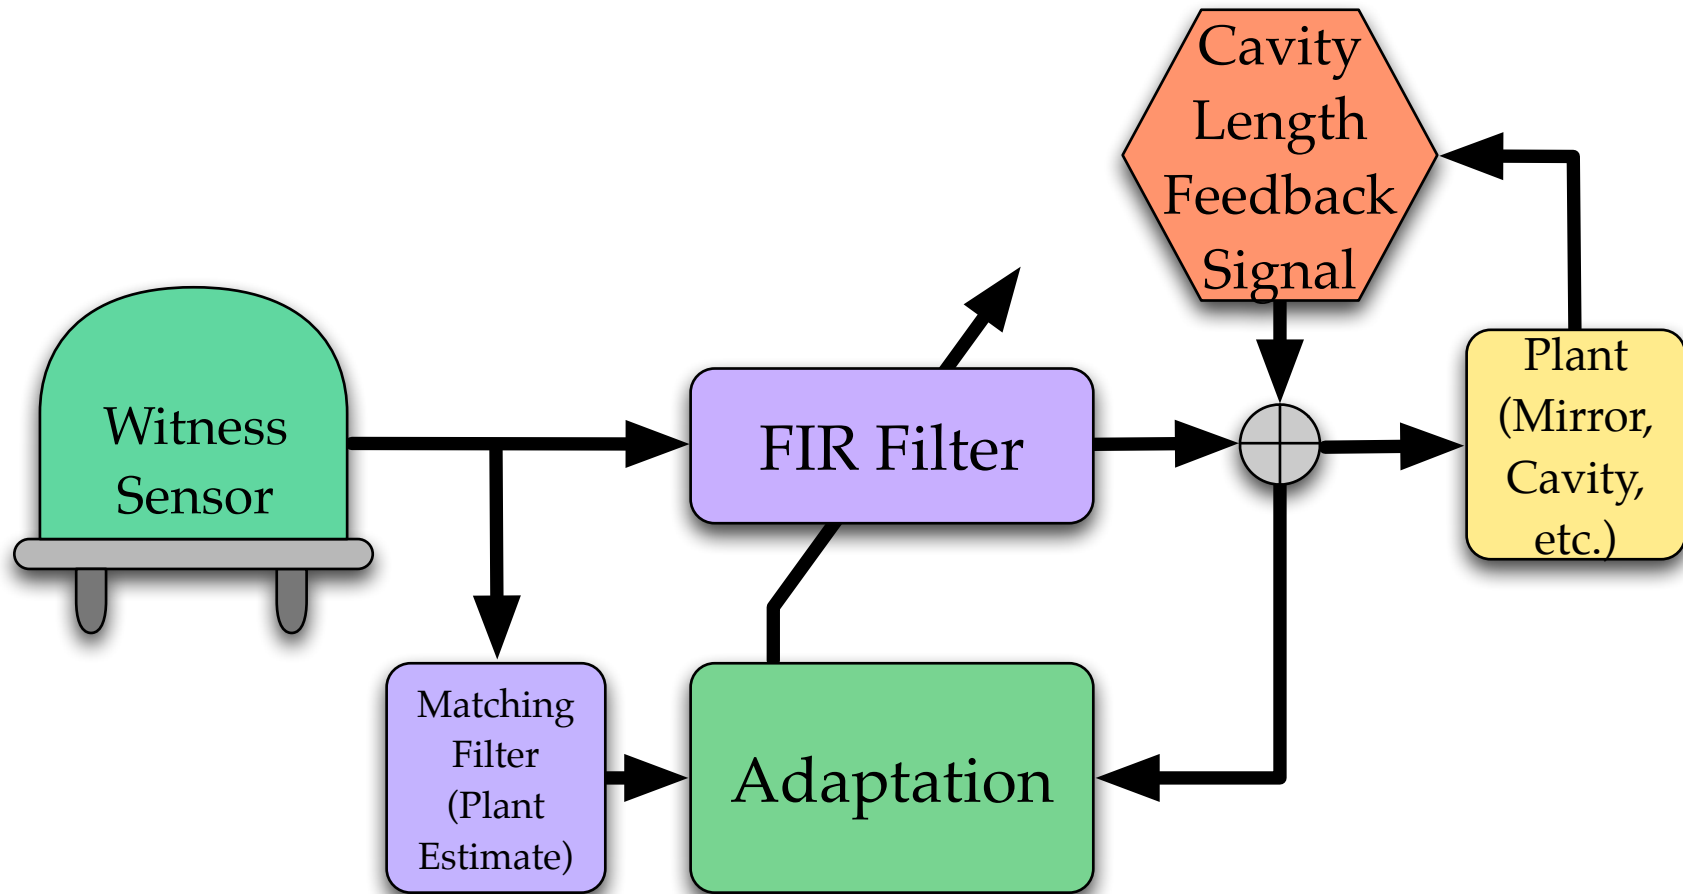 Cavity
Length
Feedback
Signal
Plant
(Mirror,
Cavity,
etc.)
Witness
Sensor
FIR Filter
Matching
Filter
(Plant
Estimate)
Adaptation